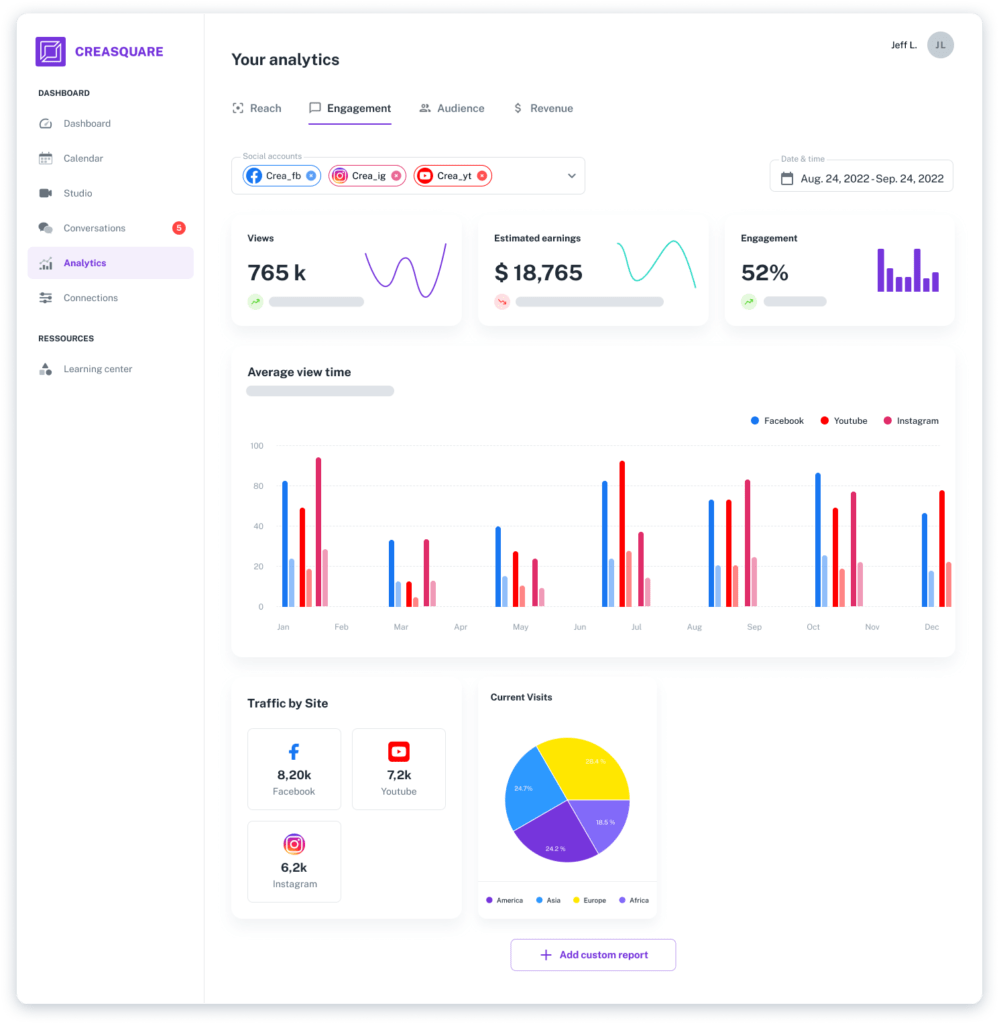 CREASQUARE
DASHBOARD
Dashboard
Calendar
Studio
Conversations 5
Analytics
Connections
RESSOURCES
Learning center
Jeff L. JL
Your analytics
Reach Engagement Audience Revenue
Social accounts
Crea_fb Crea_ig Crea_yt
Date & time
Aug. 24, 2022 - Sep. 24, 2022
Views
765 k
Estimated earnings
$ 18,765
Engagement
52%
Average view time
Facebook Youtube Instagram
100
80
40
20
0
Jan Feb Mar Apr May Jun Jul Aug Sep Oct Nov Dec
Traffic by Site
8,20k
Facebook
7,2k
Youtube
6,2k
Instagram
Current Visits
24.7%
18.5 %
24.2 %
America Asia Europe Africa
Add custom report